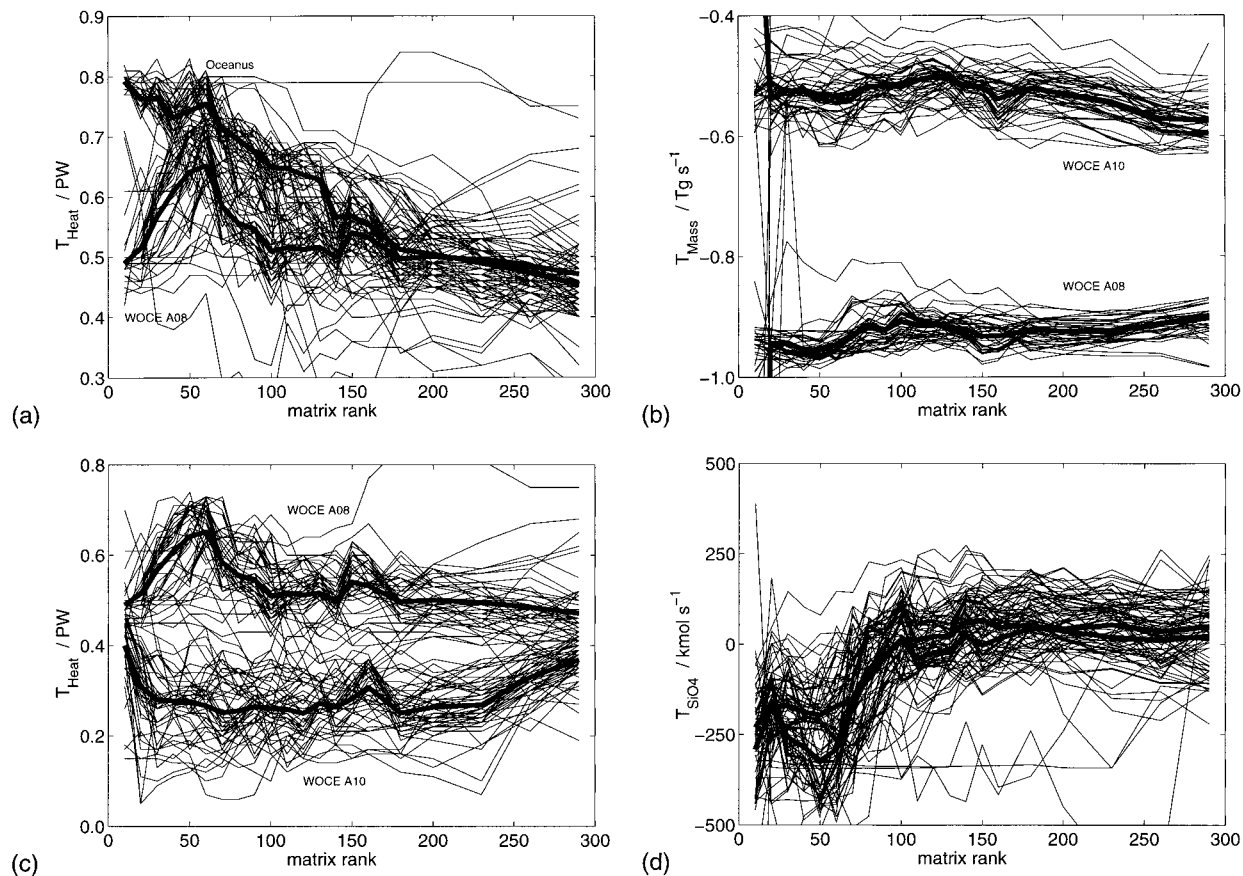 0.9
0.8
0.7
0.6
0.5
0.4
0.3
T Heat / PW
Oceanus
WOCE A08
0 50 100 150 200 250 300
matrix rank
(a)
−0.4
−0.6
−0.8
−1.0
T Mass / Tg s−1
WOCE A10
WOCE A08
0 50 100 150 200 250 300
matrix rank
(b)
0.8
0.6
0.4
0.2
0.0
T Heat / PW
WOCE A08
WOCE A10
0 50 100 150 200 250 300
matrix rank
(c)
500
250
0
−250
−500
T SiO4 / kmol s−1
0 50 100 150 200 250 300
matrix rank
(d)